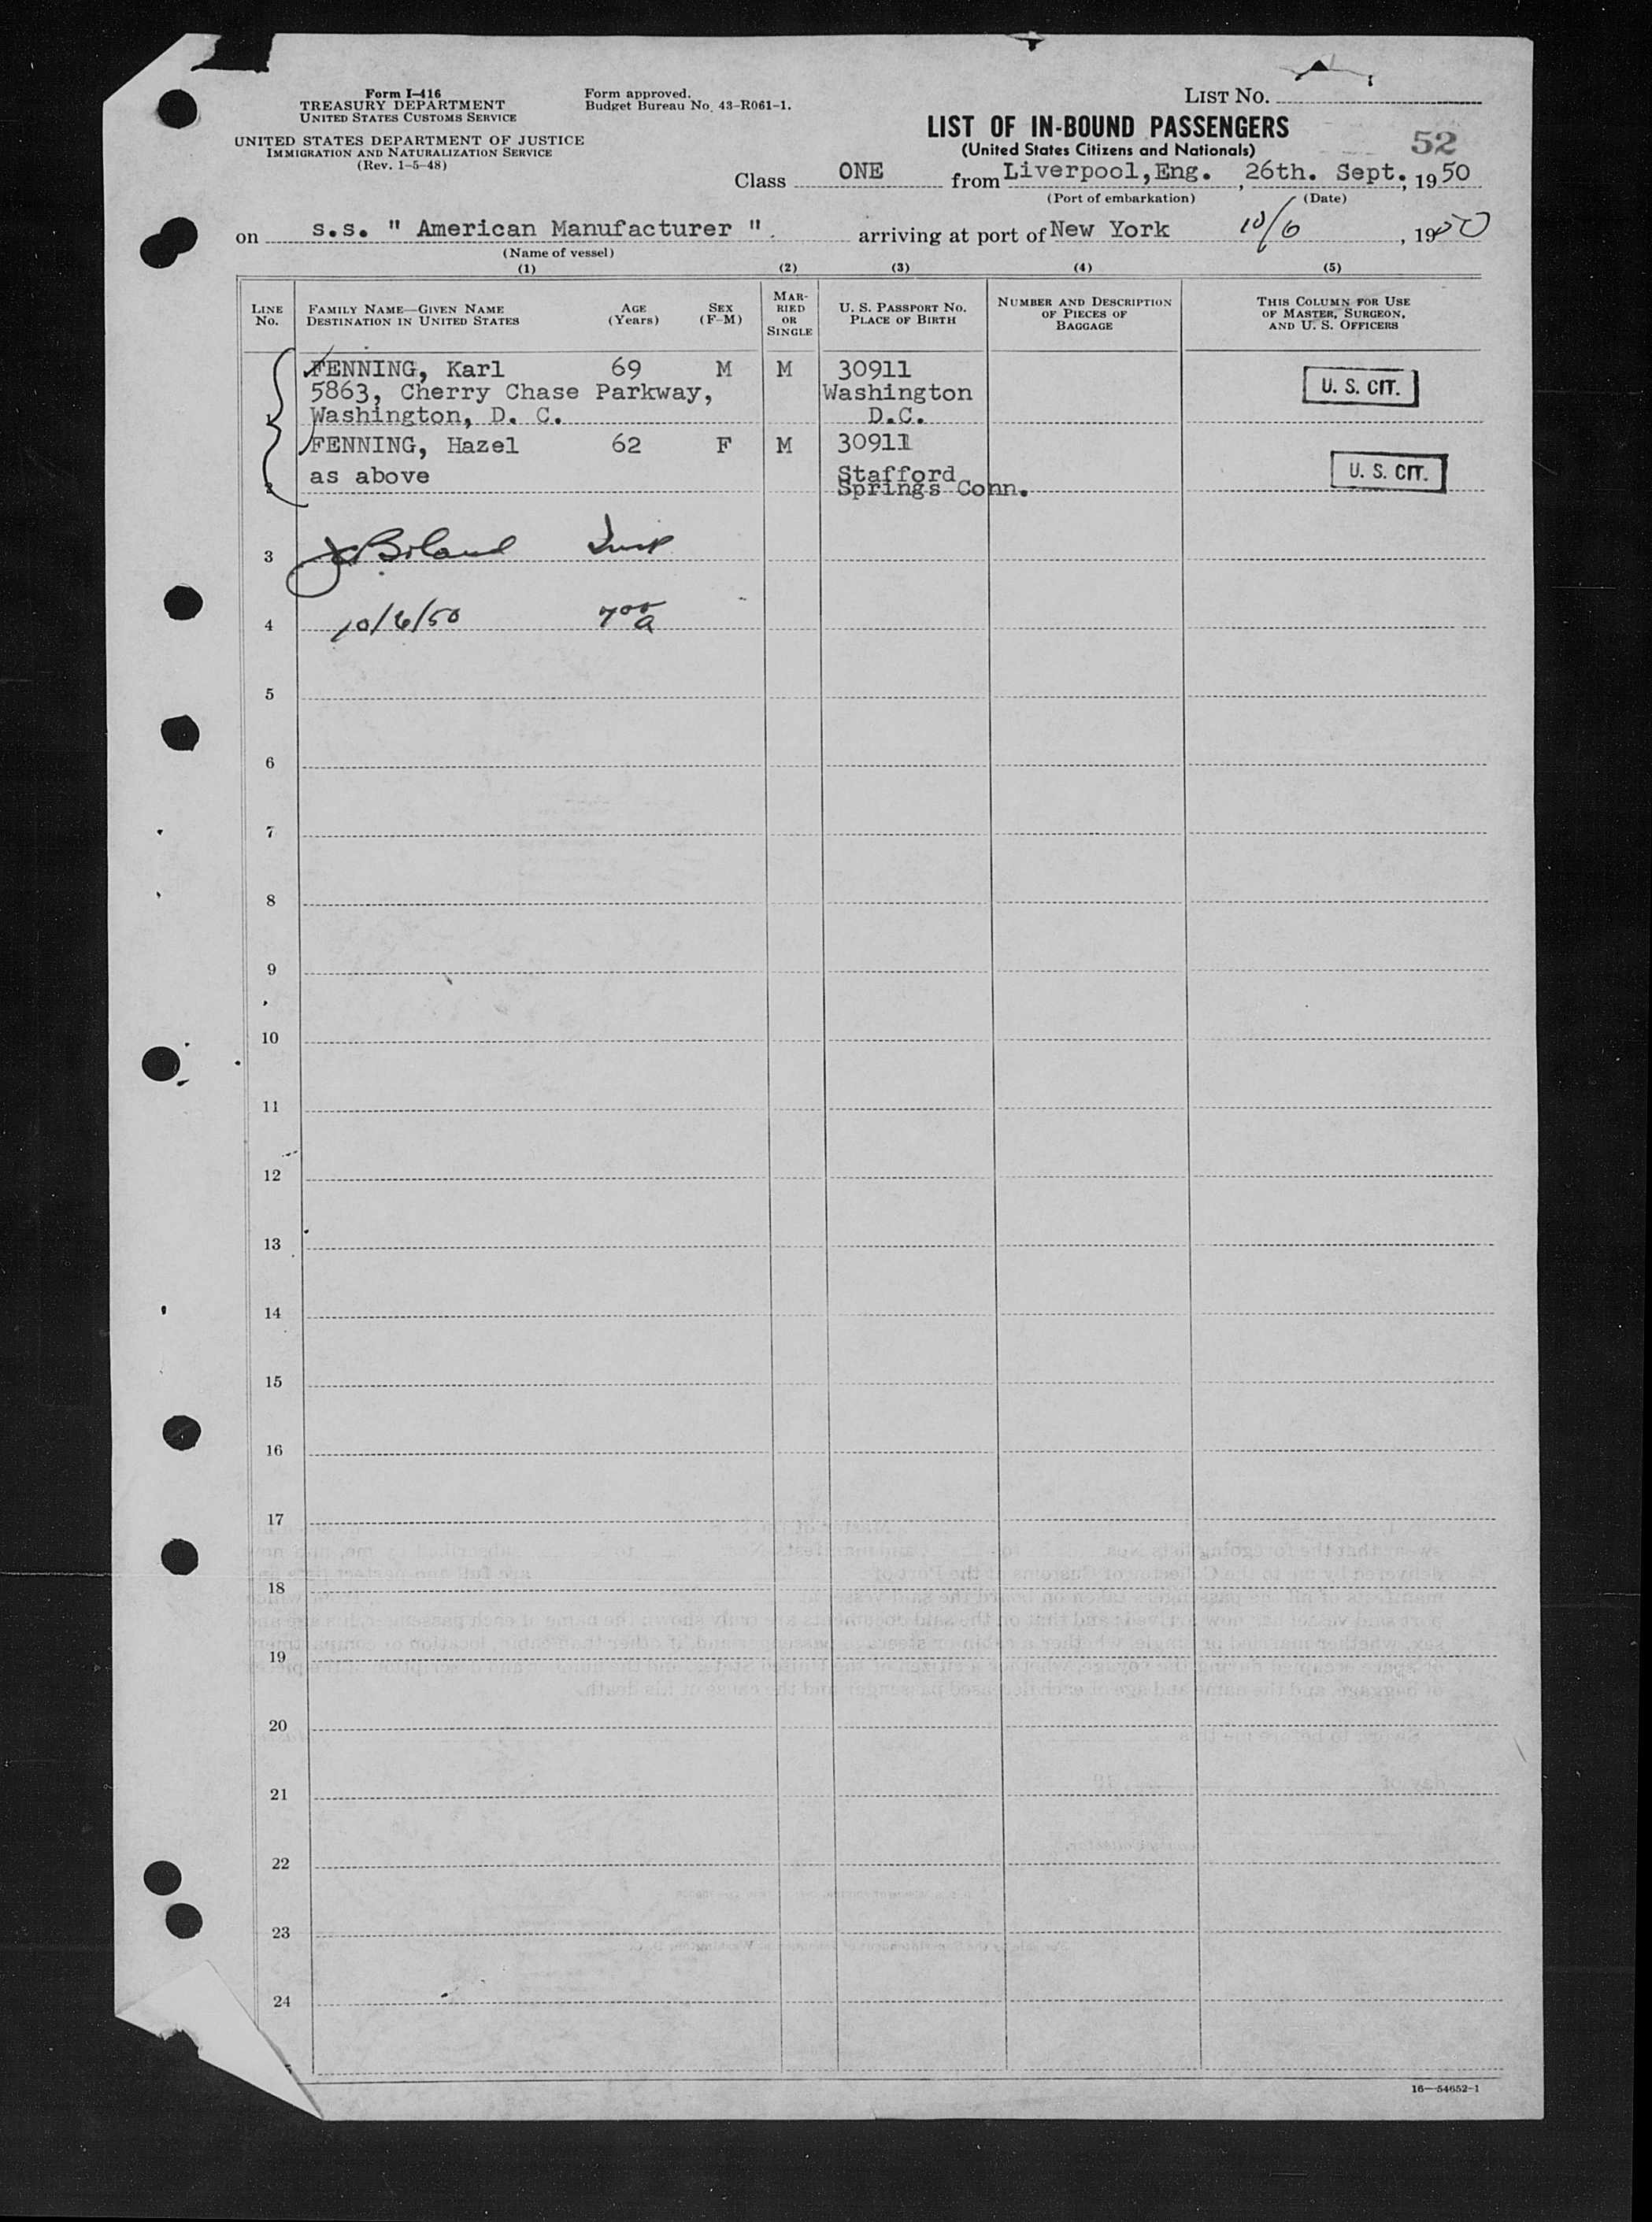 Form I-416
TREASURY DEPARTMENT
UNITED STATES CUSTOMS SERVICE
UNITED STATES DEPARTMENT OF JUSTICE
IMMIGRATION AND NATURALIZATION SERVICE
(Rev. 1-5-48)
Form approved.
Budget Bureau No. 43-R061-1.
LIST NO.
LIST OF IN-BOUND PASSENGERS
(United States Citizens and Nationals)
52
Class ONE from Liverpool,Eng. , 26th. Sept., 1950
(Port of embarkation) (Date)
on s.s. " American Manufacturer ". arriving at port of New York 10/6, 1950
(Name of vessel)
(1) (2) (3) (4) (5)
LINE No.
FAMILY NAME—GIVEN NAME
DESTINATION IN UNITED STATES
AGE (Years)
SEX (F-M)
MARRIED OR SINGLE
U. S. PASSPORT NO.
PLACE OF BIRTH
NUMBER AND DESCRIPTION
OF PIECES OF
BAGGAGE
THIS COLUMN FOR USE
OF MASTER, SURGEON,
AND U. S. OFFICERS
FENNING, Karl 69 M M 30911 U. S. CIT.
5863, Cherry Chase Parkway, Washington
1 Washington, D. C. D.C.
FENNING, Hazel 62 F M 30911 U. S. CIT.
as above Stafford
2 Springs Conn.
3 Boland
4 10/6/50 700a
5
6
7
8
9
10
11
12
13
14
15
16
17
18
19
20
21
22
23
24
16—54652-1